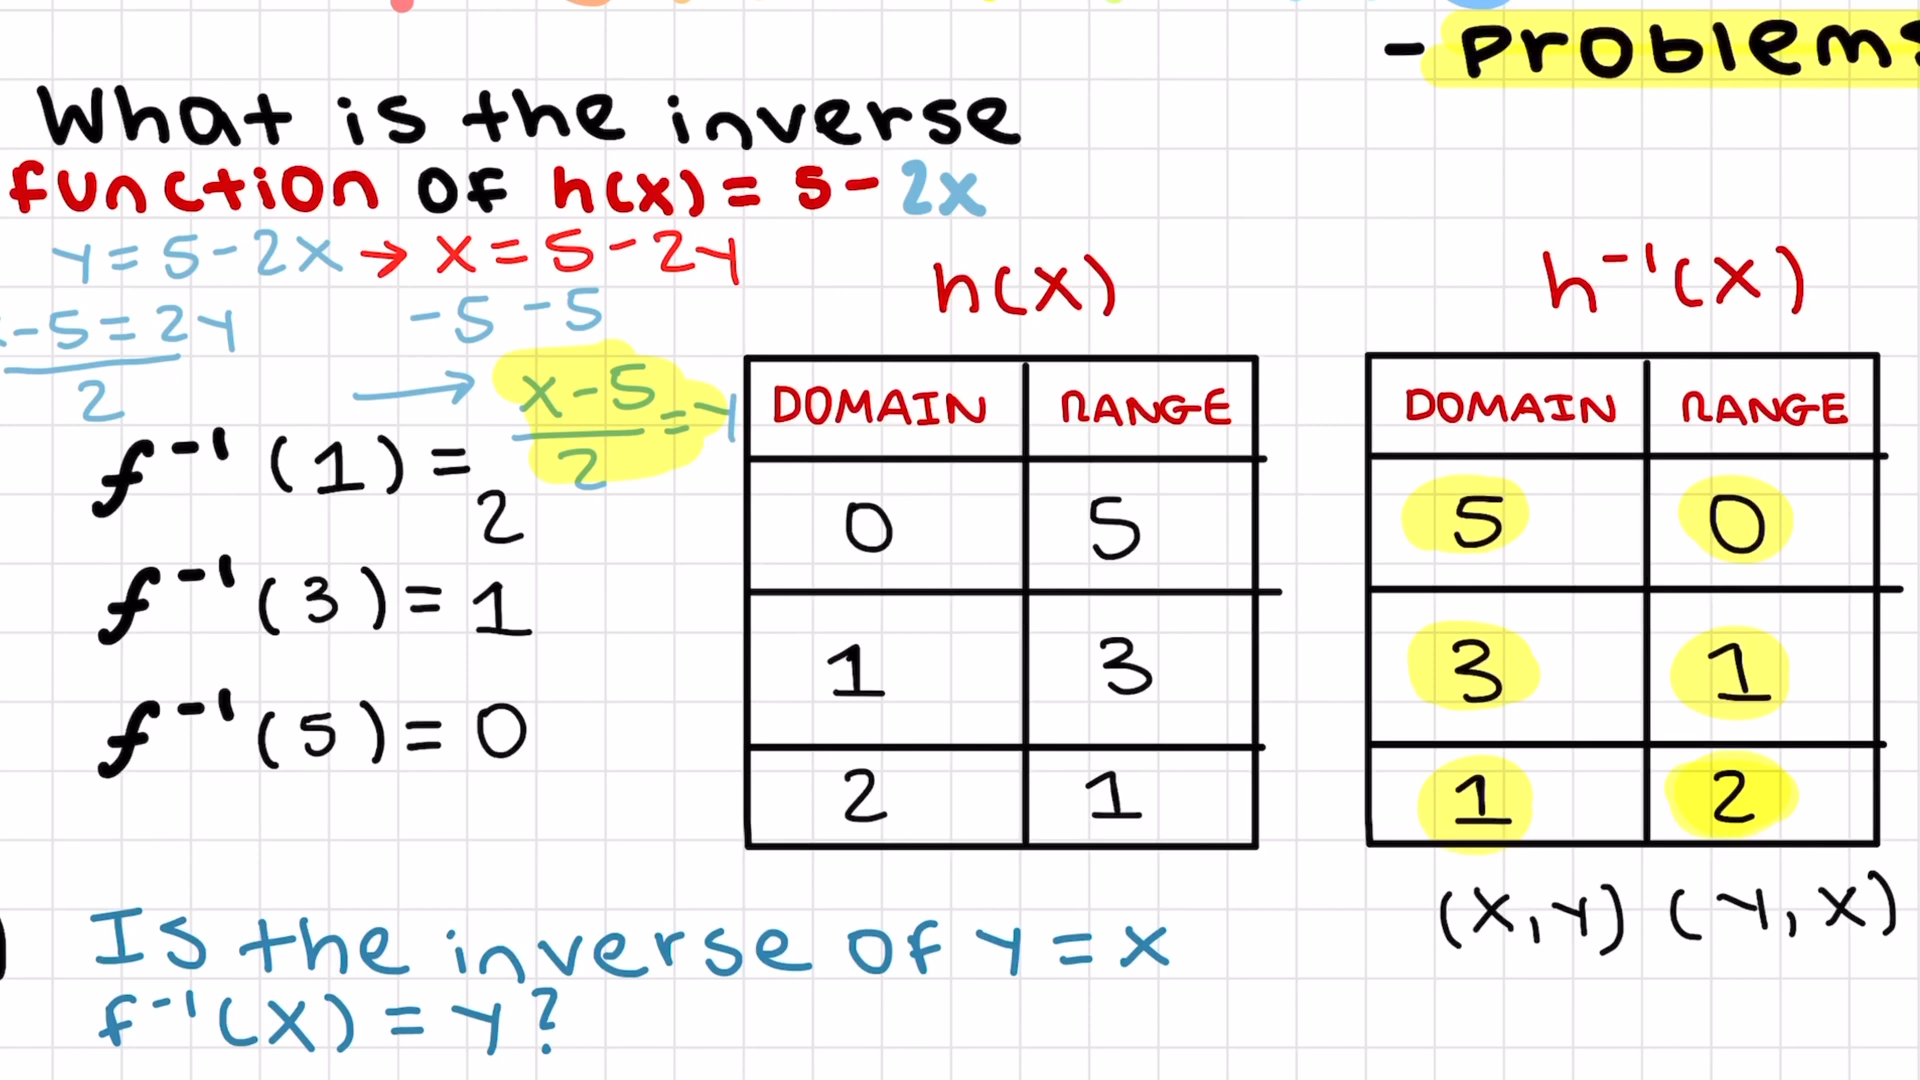 - Problems
What is the inverse
function of h(x) = 5 - 2x
y = 5 - 2x → x = 5 - 2y
-5 -5
-5 = 2y
2
→ x - 5 = y
2
f⁻¹(1) = 2
f⁻¹(3) = 1
f⁻¹(5) = 0
h(x)
DOMAIN RANGE
0 5
1 3
2 1
h⁻¹(x)
DOMAIN RANGE
5 0
3 1
1 2
(x, y) (y, x)
Is the inverse of y = x
f⁻¹(x) = y?